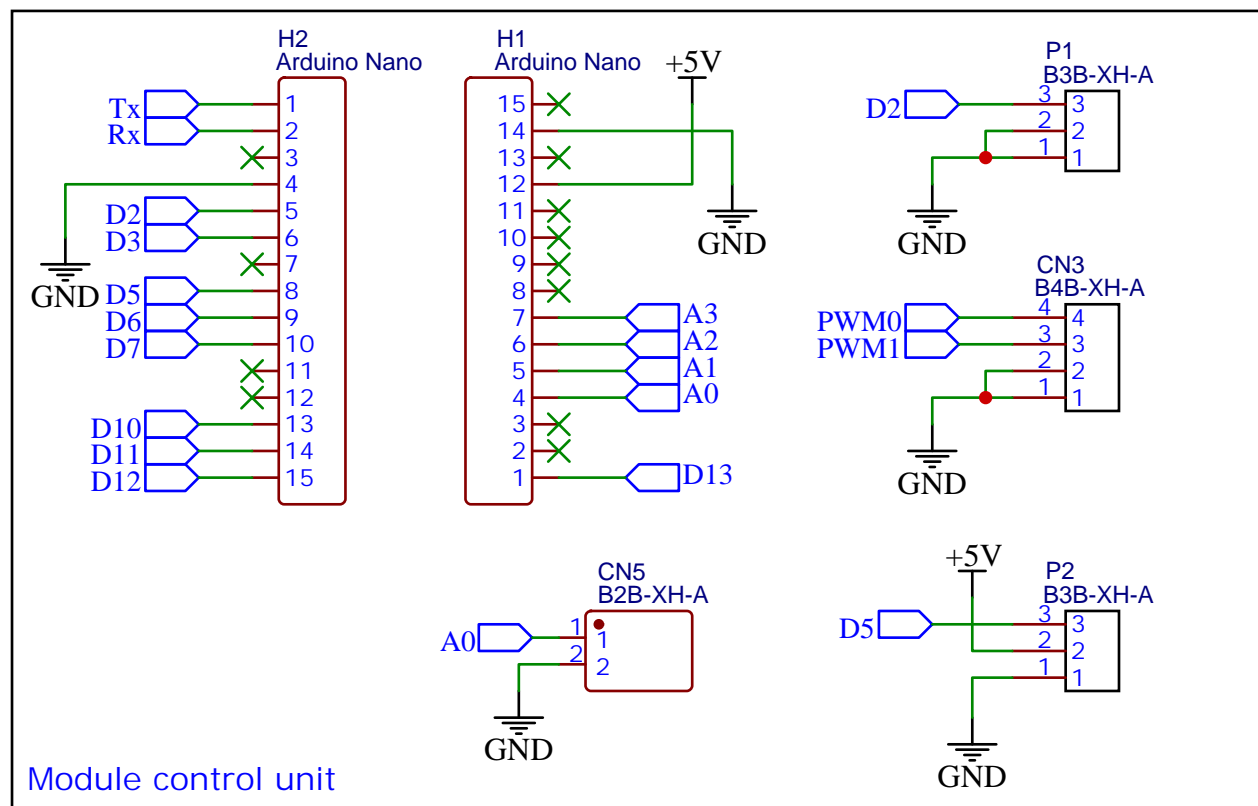 H2
Arduino Nano
Tx
1
Rx
2
3
4
D2
5
D3
6
7
GND
D5
8
D6
9
D7
10
11
12
D10
13
D11
14
D12
15
H1
Arduino Nano
+5V
15
14
13
12
11
10
9
8
GND
7
A3
6
A2
5
A1
4
A0
3
2
1
D13
P1
B3B-XH-A
D2
3
3
2
2
1
1
GND
CN3
B4B-XH-A
PWM0
4
4
PWM1
3
3
2
2
1
1
GND
CN5
B2B-XH-A
A0
1
1
2
2
GND
+5V
P2
B3B-XH-A
D5
3
3
2
2
1
1
GND
Module control unit